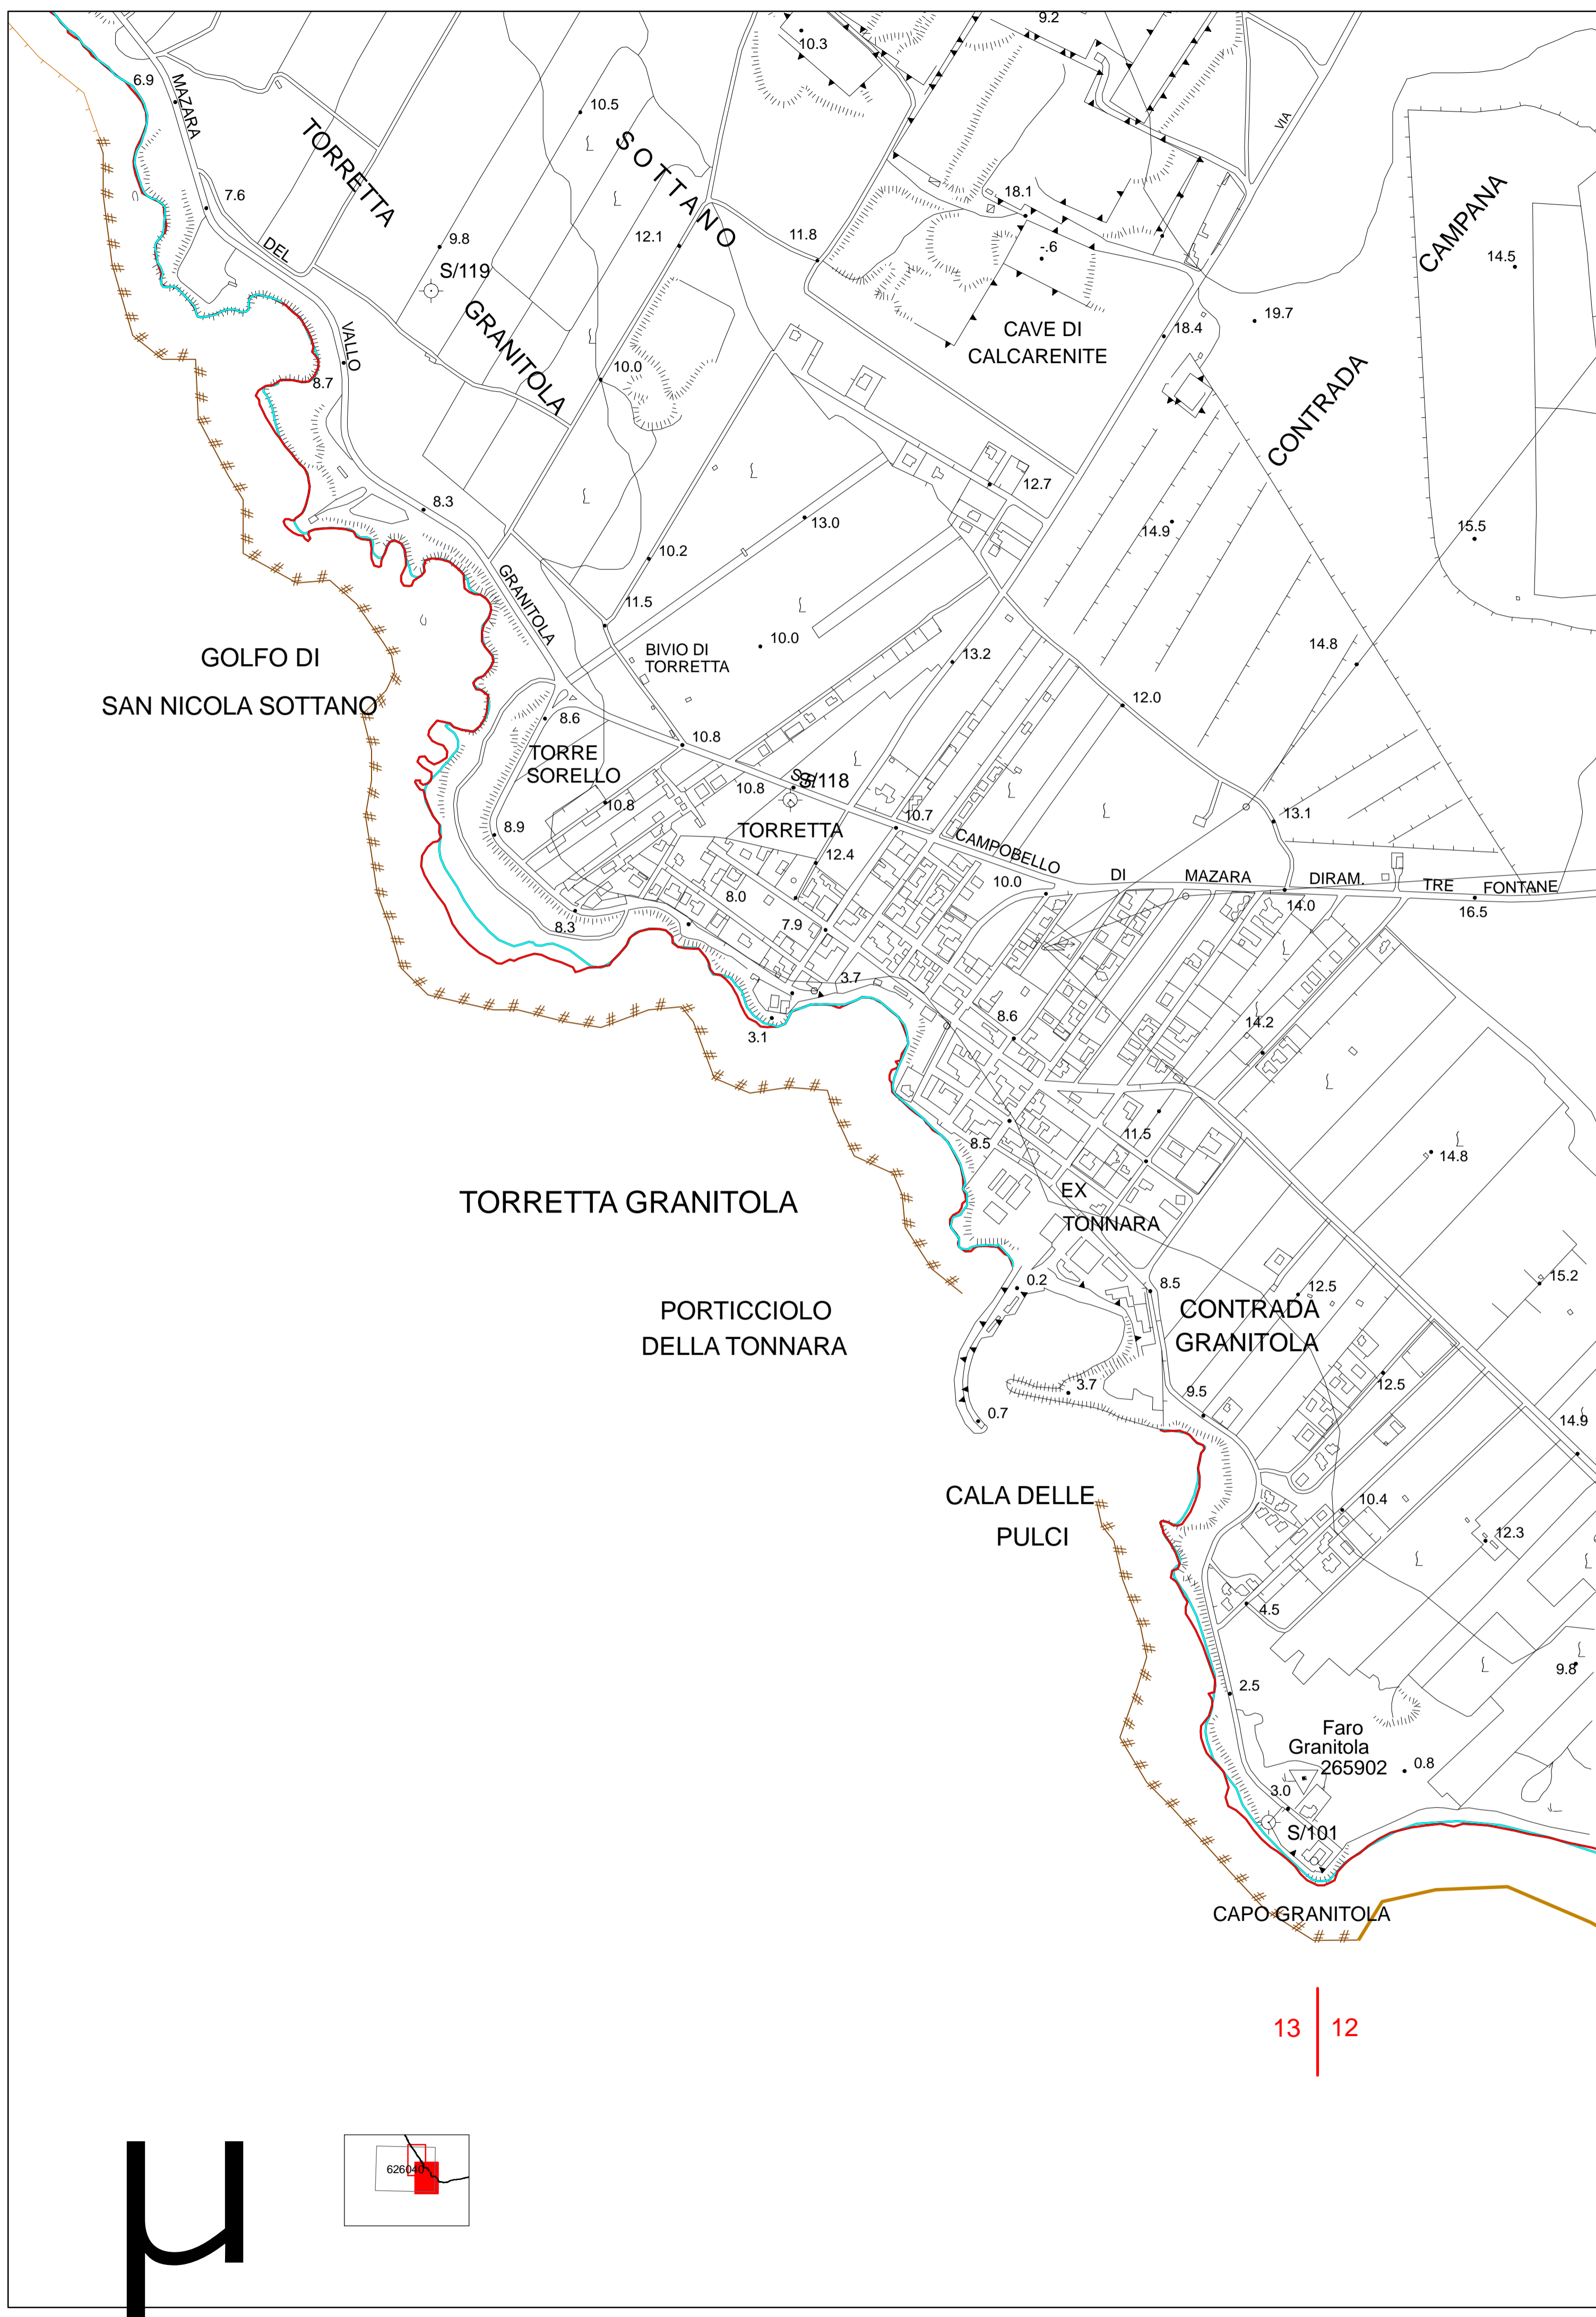 9.2
10.3
6.9
MAZARA
10.5
TORRETTA
SOTTANO
VIA
7.6
DEL
9.8
S/119
12.1
11.8
18.1
-.6
CAMPANA
14.5
GRANITOLA
VALLO
8.7
10.0
CAVE DI
CALCARENITE
18.4
19.7
CONTRADA
8.3
12.7
13.0
14.9
15.5
10.2
GRANITOLA
11.5
10.0
BIVIO DI
TORRETTA
13.2
14.8
GOLFO DI
SAN NICOLA SOTTANO
12.0
8.6
10.8
TORRE
SORELLO
10.8
10.8
S/118
8.9
TORRETTA
10.7
13.1
12.4
CAMPOBELLO
DI
MAZARA
DIRAM.
TRE
FONTANE
8.0
10.0
14.0
16.5
8.3
7.9
3.7
3.1
8.6
14.2
8.5
11.5
14.8
TORRETTA GRANITOLA
EX
TONNARA
0.2
8.5
12.5
15.2
PORTICCIOLO
DELLA TONNARA
CONTRADA
GRANITOLA
3.7
9.5
12.5
0.7
14.9
CALA DELLE
PULCI
10.4
12.3
4.5
9.8
2.5
Faro
Granitola
265902
0.8
3.0
S/101
CAPO GRANITOLA
13
12
626040
μ